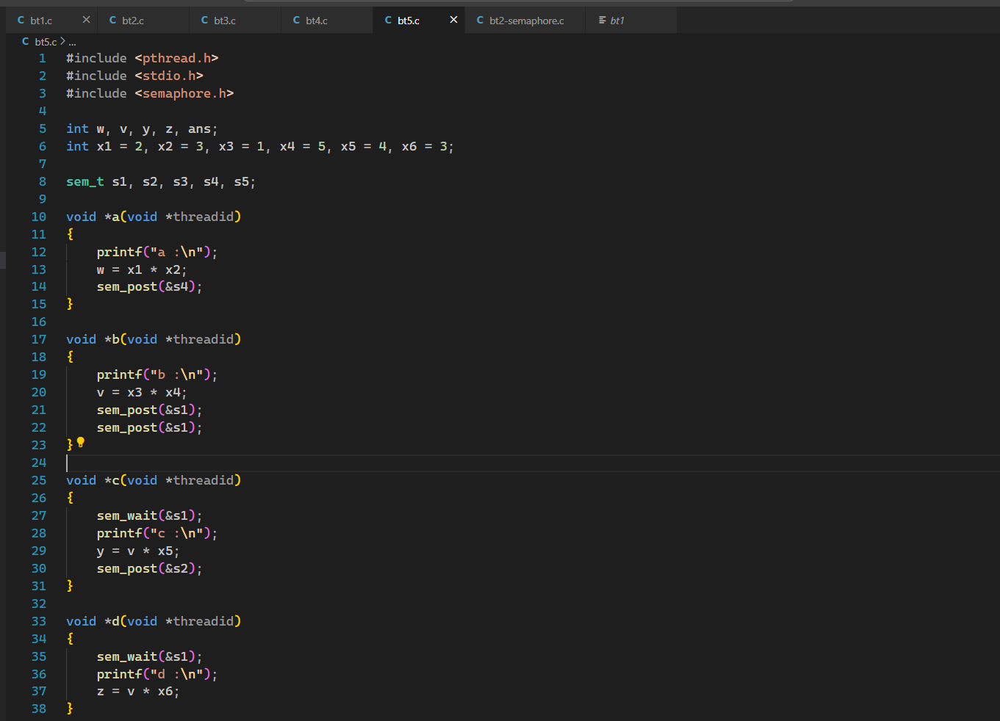 C bt1.c × C bt2.c C bt3.c C bt4.c C bt5.c × C bt2-semaphore.c bt1
C bt5.c > ...
1 #include <pthread.h>
2 #include <stdio.h>
3 #include <semaphore.h>
4
5 int w, v, y, z, ans;
6 int x1 = 2, x2 = 3, x3 = 1, x4 = 5, x5 = 4, x6 = 3;
7
8 sem_t s1, s2, s3, s4, s5;
9
10 void *a(void *threadid)
11 {
12     printf("a :\n");
13     w = x1 * x2;
14     sem_post(&s4);
15 }
16
17 void *b(void *threadid)
18 {
19     printf("b :\n");
20     v = x3 * x4;
21     sem_post(&s1);
22     sem_post(&s1);
23 }
24
25 void *c(void *threadid)
26 {
27     sem_wait(&s1);
28     printf("c :\n");
29     y = v * x5;
30     sem_post(&s2);
31 }
32
33 void *d(void *threadid)
34 {
35     sem_wait(&s1);
36     printf("d :\n");
37     z = v * x6;
38 }